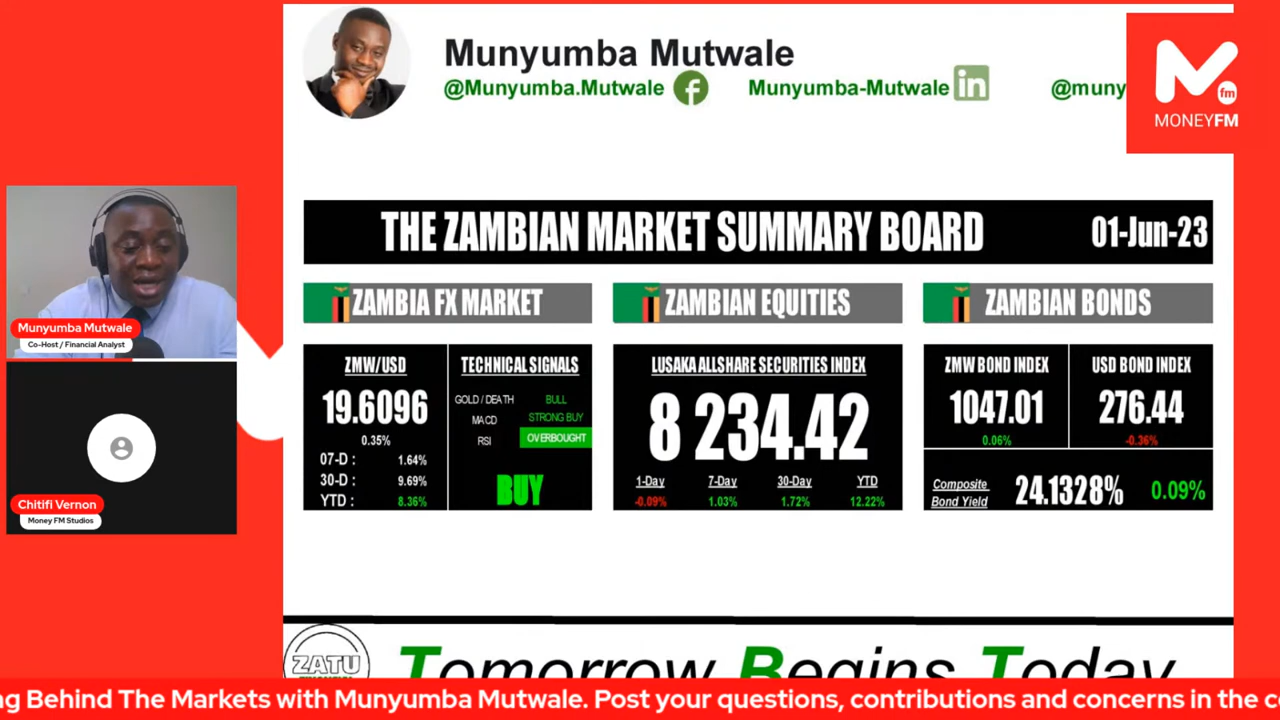 Munyumba Mutwale
@Munyumba.Mutwale
Munyumba-Mutwale
@muny
M
fm
MONEYFM
THE ZAMBIAN MARKET SUMMARY BOARD
01-Jun-23
ZAMBIA FX MARKET
ZAMBIAN EQUITIES
ZAMBIAN BONDS
ZMW/USD
19.6096
0.35%
07-D : 1.64%
30-D : 9.69%
YTD : 8.36%
TECHNICAL SIGNALS
GOLD / DEATH BULL
MACD STRONG BUY
RSI OVERBOUGHT
BUY
LUSAKA ALLSHARE SECURITIES INDEX
8 234.42
1-Day 7-Day 30-Day YTD
-0.09% 1.03% 1.72% 12.22%
ZMW BOND INDEX
1047.01
0.06%
USD BOND INDEX
276.44
-0.36%
Composite
Bond Yield
24.1328% 0.09%
Munyumba Mutwale
Co-Host / Financial Analyst
Chitifi Vernon
Money FM Studios
ZATU
Tomorrow Begins Today
ng Behind The Markets with Munyumba Mutwale. Post your questions, contributions and concerns in the c